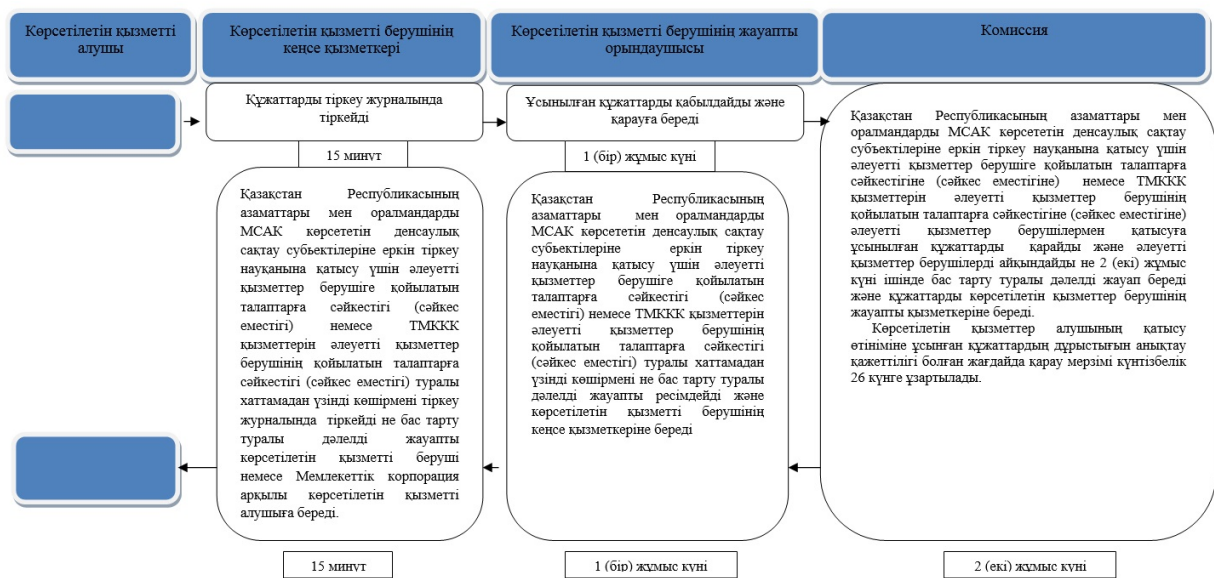 Көрсетілетін қызметті
алушы
Көрсетілетін қызметті берушінің
кеңсе қызметкері
Көрсетілетін қызметті берушінің жауапты
орындаушысы
Комиссия
Құжаттарды тіркеу журналында
тіркейді
15 минут
Ұсынылған құжаттарды қабылдайды және
қарауға береді
1 (бір) жұмыс күні
Қазақстан Республикасының азаматтары мен
оралмандарды МСАК көрсететін денсаулық сақтау
субъектілеріне еркін тіркеу науқанына қатысу үшін
әлеуетті қызметтер берушіге қойылатын талаптарға
сәйкестігіне (сәйкес еместігіне) немесе ТМККК
қызметтерін әлеуетті қызметтер берушінің
қойылатын талаптарға сәйкестігіне (сәйкес еместігіне)
әлеуетті қызметтер берушілермен қатысуға
ұсынылған құжаттарды қарайды және әлеуетті
қызметтер берушілерді айқындайды не 2 (екі) жұмыс
күні ішінде бас тарту туралы дәлелді жауап береді
және құжаттарды көрсетілетін қызметтер берушінің
жауапты қызметкеріне береді.
Көрсетілетін қызметтер алушының қатысу
өтініміне ұсынған құжаттардың дұрыстығын анықтау
қажеттілігі болған жағдайда қарау мерзімі күнтізбелік
26 күнге ұзартылады.
2 (екі) жұмыс күні
Қазақстан Республикасының
азаматтары мен оралмандарды
МСАК көрсететін денсаулық
сақтау субъектілеріне еркін тіркеу
науқанына қатысу үшін әлеуетті
қызметтер берушіге қойылатын
талаптарға сәйкестігі (сәйкес
еместігі) немесе ТМККК
қызметтерін әлеуетті қызметтер
берушінің қойылатын талаптарға
сәйкестігі (сәйкес еместігі) туралы
хаттамадан үзінді көшірмені тіркеу
журналында тіркейді не бас тарту
туралы дәлелді жауапты
көрсетілетін қызметті беруші
немесе Мемлекеттік корпорация
арқылы көрсетілетін қызметті
алушыға береді.
15 минут
Қазақстан Республикасының
азаматтары мен оралмандарды
МСАК көрсететін денсаулық сақтау
субъектілеріне еркін тіркеу
науқанына қатысу үшін әлеуетті
қызметтер берушіге қойылатын
талаптарға сәйкестігі (сәйкес
еместігі) немесе ТМККК қызметтерін
әлеуетті қызметтер берушінің
қойылатын талаптарға сәйкестігі
(сәйкес еместігі) туралы хаттамадан
үзінді көшірмені не бас тарту туралы
дәлелді жауапты ресімдейді және
көрсетілетін қызметті берушінің
кеңсе қызметкеріне береді
1 (бір) жұмыс күні